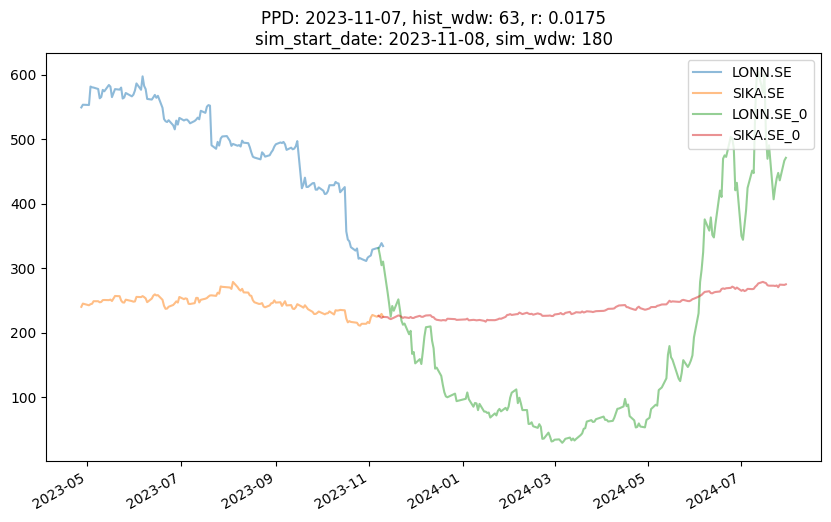 PPD: 2023-11-07, hist_wdw: 63, r: 0.0175
sim_start_date: 2023-11-08, sim_wdw: 180
LONN.SE
SIKA.SE
LONN.SE_0
SIKA.SE_0
600
500
400
300
200
100
2023-05
2023-07
2023-09
2023-11
2024-01
2024-03
2024-05
2024-07